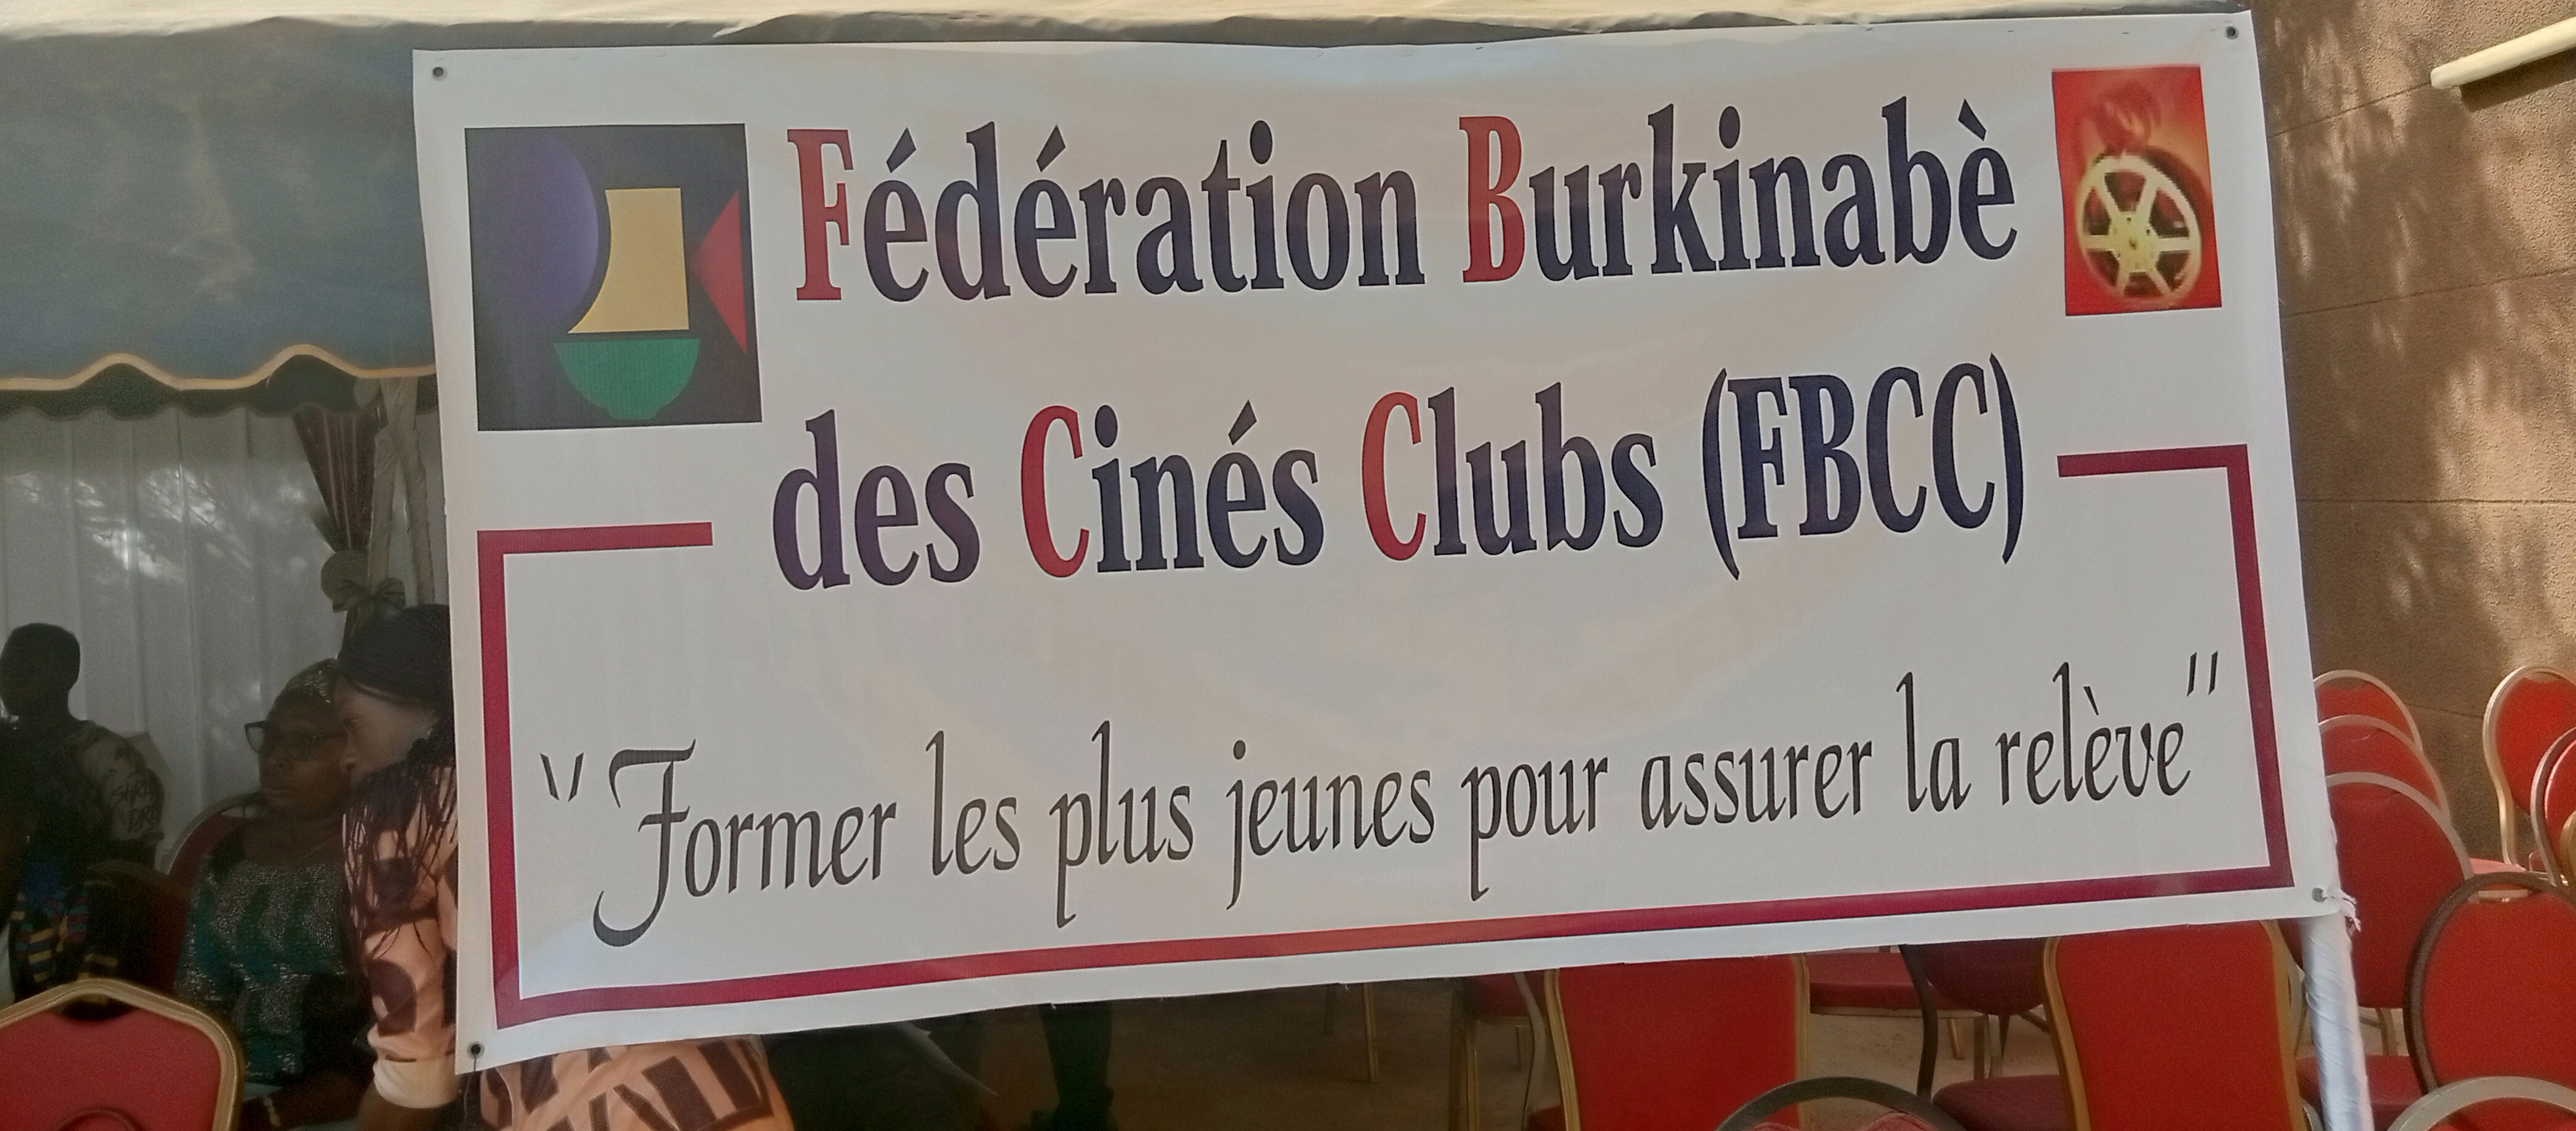 Fédération Burkinabè
des Cinés Clubs (FBCC)
"Former les plus jeunes pour assurer la relève"